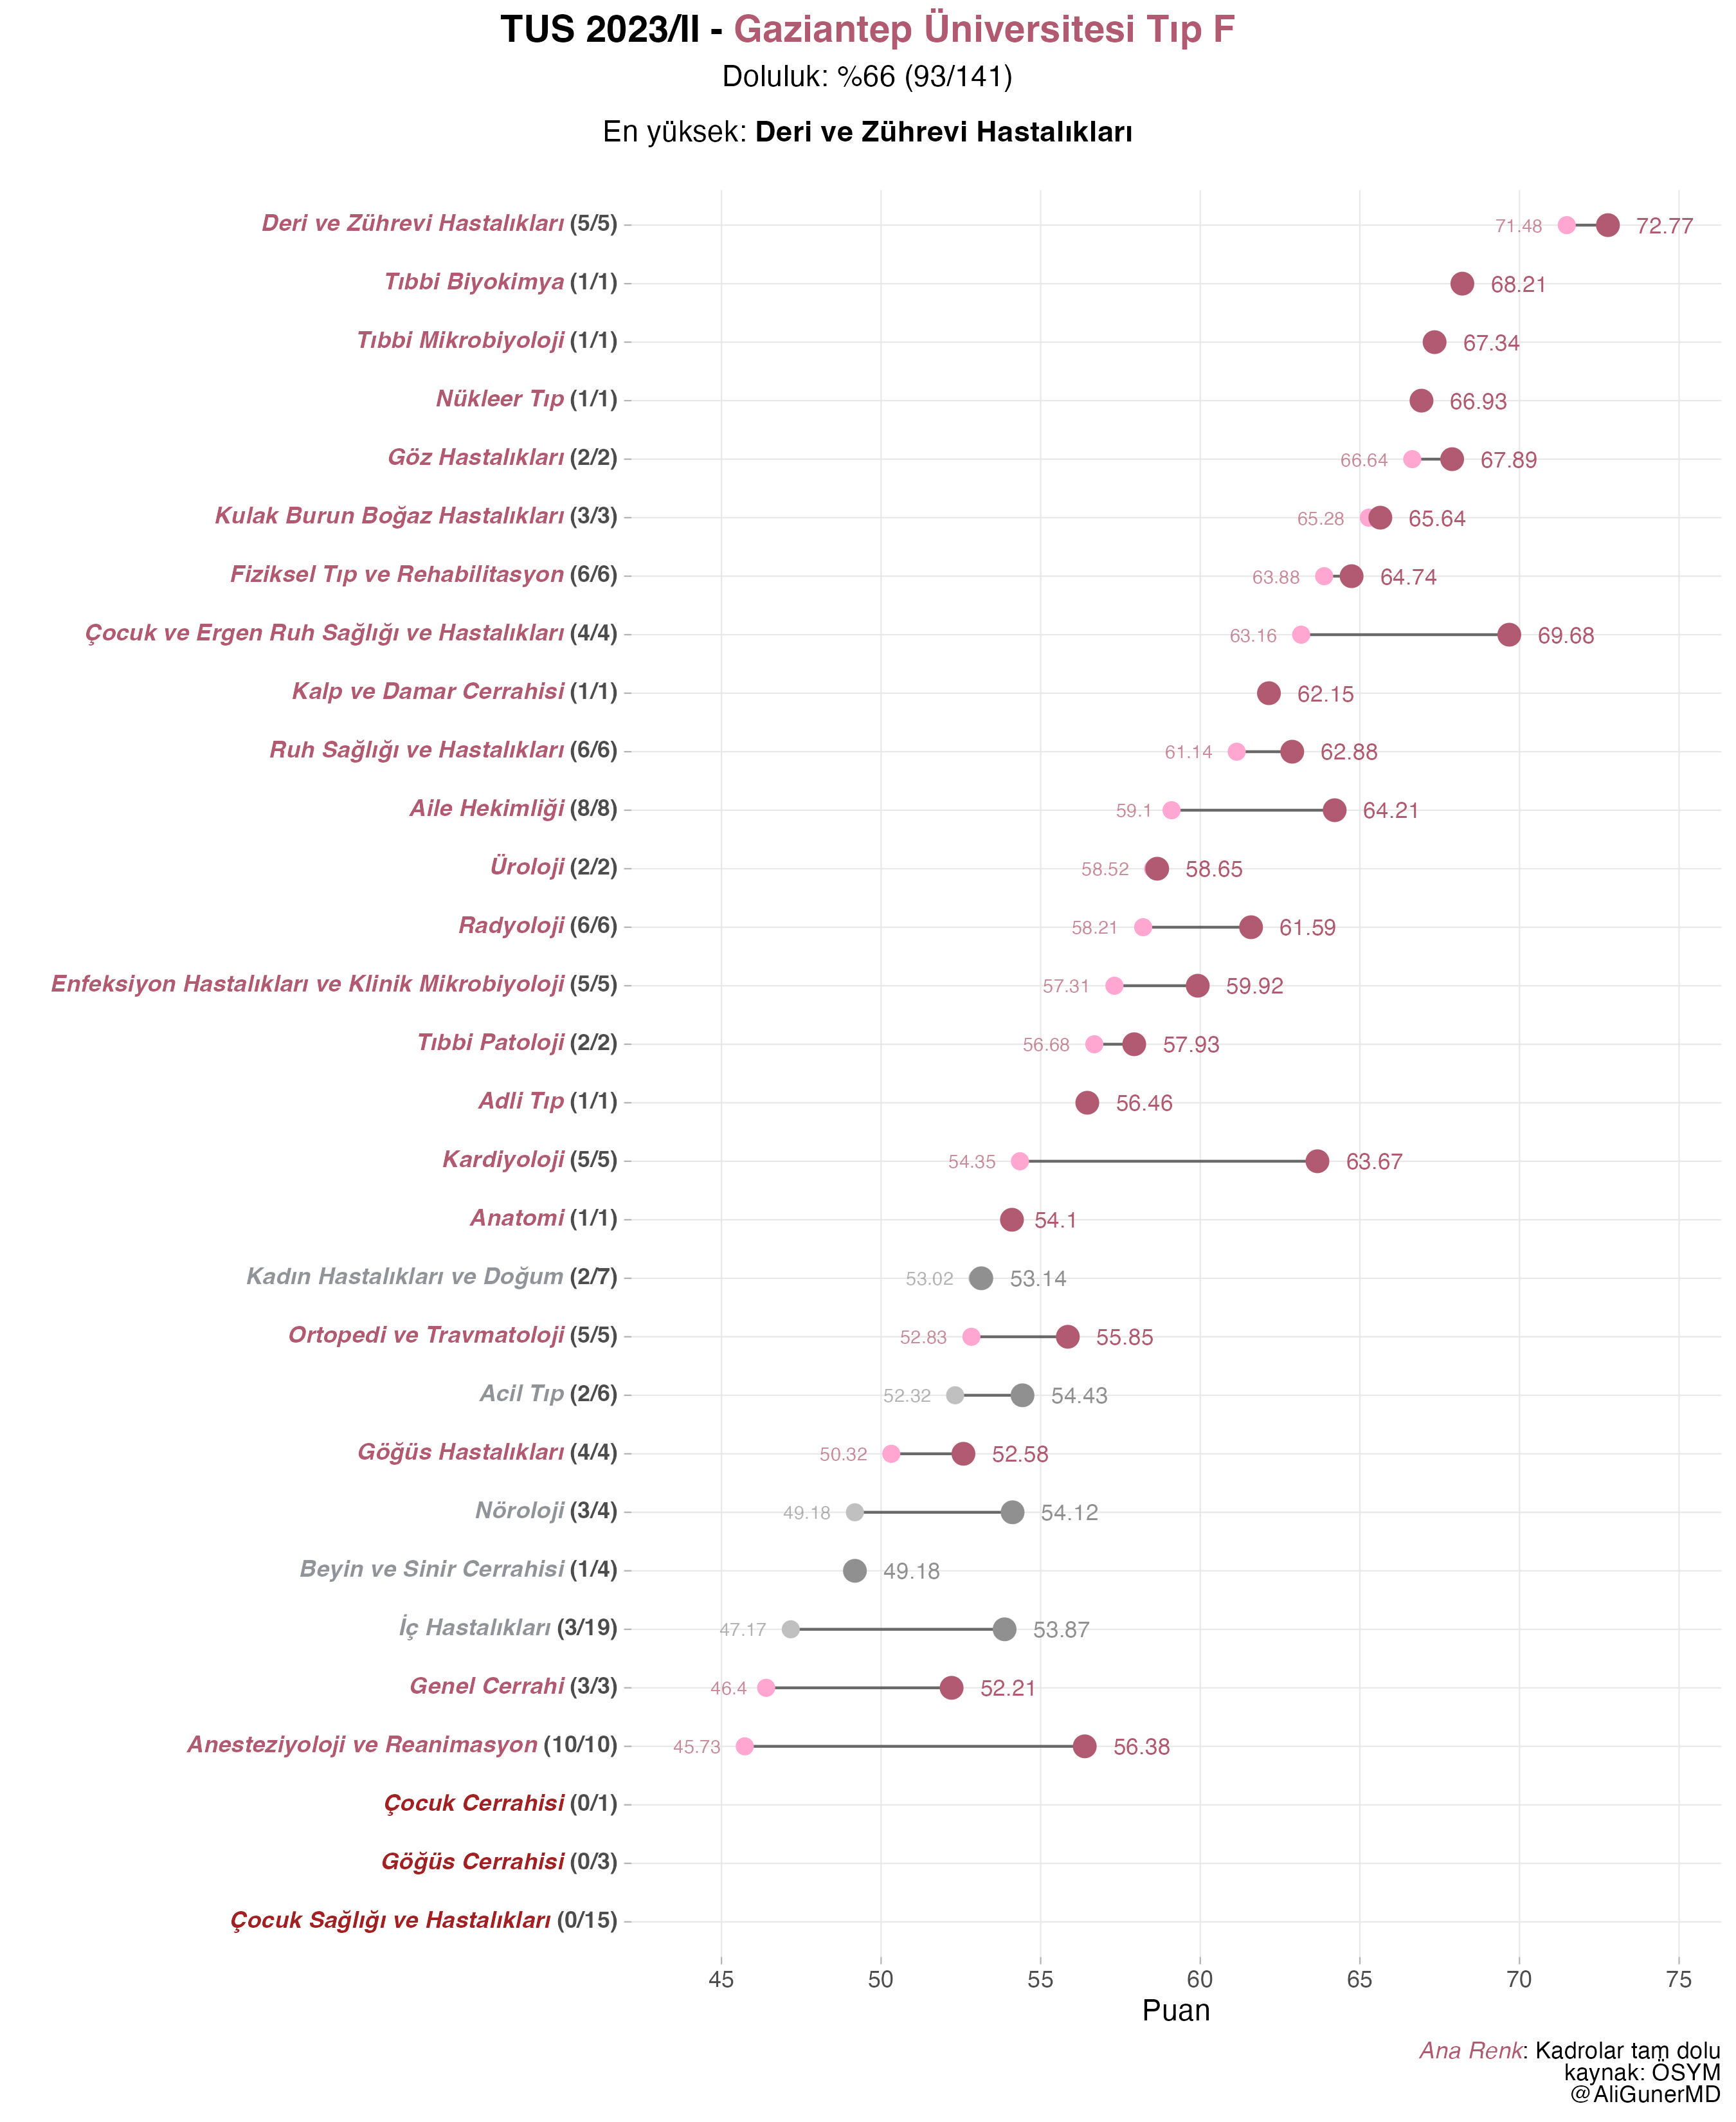 TUS 2023/II - Gaziantep Üniversitesi Tıp F
Doluluk: %66 (93/141)
En yüksek: Deri ve Zührevi Hastalıkları
Deri ve Zührevi Hastalıkları (5/5) 71.48 72.77
Tıbbi Biyokimya (1/1) 68.21
Tıbbi Mikrobiyoloji (1/1) 67.34
Nükleer Tıp (1/1) 66.93
Göz Hastalıkları (2/2) 66.64 67.89
Kulak Burun Boğaz Hastalıkları (3/3) 65.28 65.64
Fiziksel Tıp ve Rehabilitasyon (6/6) 63.88 64.74
Çocuk ve Ergen Ruh Sağlığı ve Hastalıkları (4/4) 63.16 69.68
Kalp ve Damar Cerrahisi (1/1) 62.15
Ruh Sağlığı ve Hastalıkları (6/6) 61.14 62.88
Aile Hekimliği (8/8) 59.1 64.21
Üroloji (2/2) 58.52 58.65
Radyoloji (6/6) 58.21 61.59
Enfeksiyon Hastalıkları ve Klinik Mikrobiyoloji (5/5) 57.31 59.92
Tıbbi Patoloji (2/2) 56.68 57.93
Adli Tıp (1/1) 56.46
Kardiyoloji (5/5) 54.35 63.67
Anatomi (1/1) 54.1
Kadın Hastalıkları ve Doğum (2/7) 53.02 53.14
Ortopedi ve Travmatoloji (5/5) 52.83 55.85
Acil Tıp (2/6) 52.32 54.43
Göğüs Hastalıkları (4/4) 50.32 52.58
Nöroloji (3/4) 49.18 54.12
Beyin ve Sinir Cerrahisi (1/4) 49.18
İç Hastalıkları (3/19) 47.17 53.87
Genel Cerrahi (3/3) 46.4 52.21
Anesteziyoloji ve Reanimasyon (10/10) 45.73 56.38
Çocuk Cerrahisi (0/1)
Göğüs Cerrahisi (0/3)
Çocuk Sağlığı ve Hastalıkları (0/15)
45 50 55 60 65 70 75
Puan
Ana Renk: Kadrolar tam dolu
kaynak: ÖSYM
@AliGunerMD